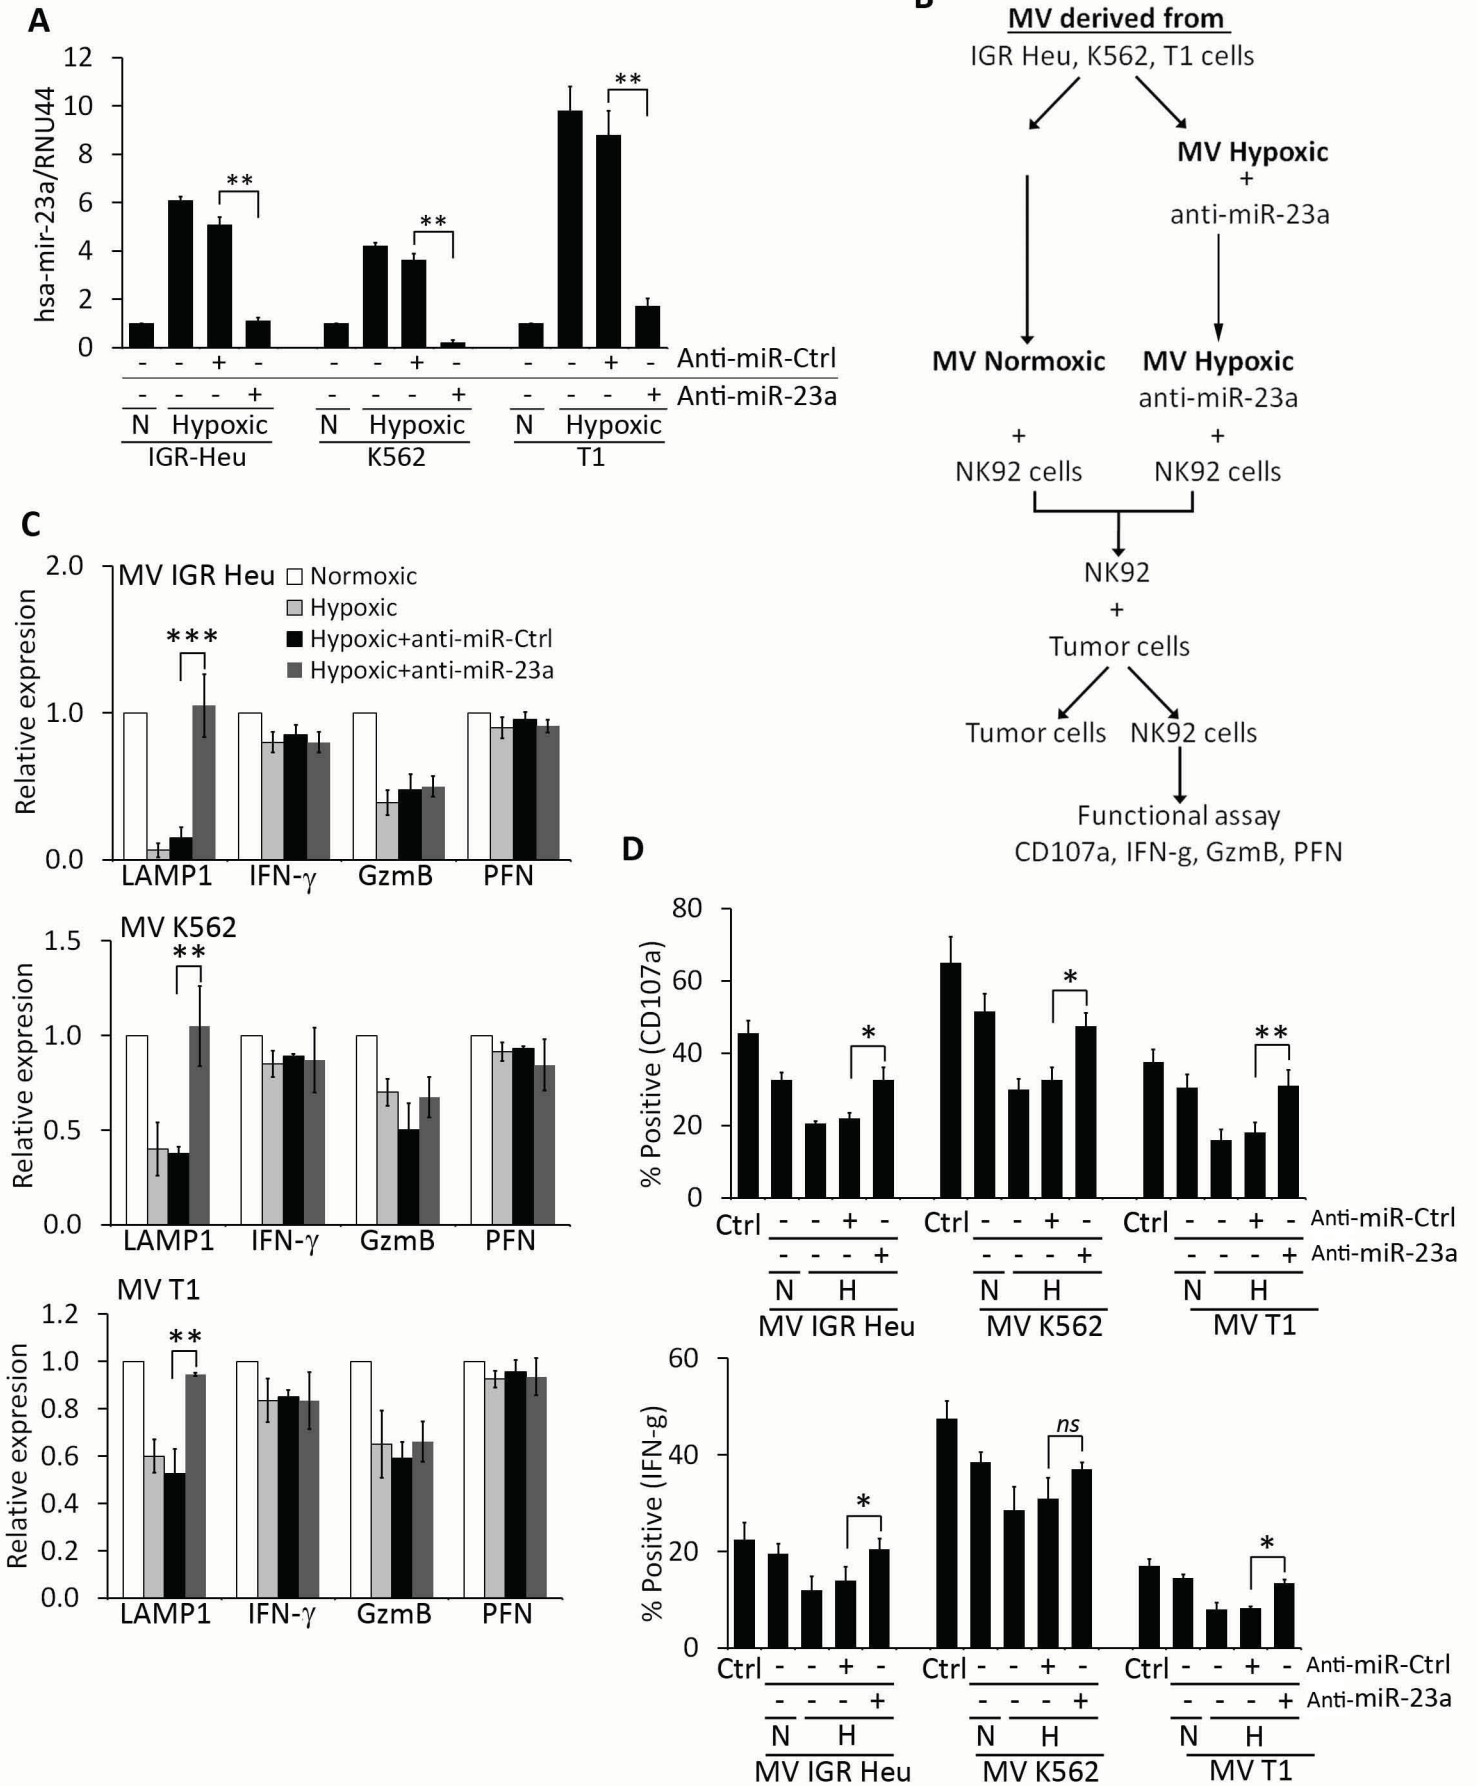 A
12
10
8
6
4
2
0
hsa-mir-23a/RNU44
**
**
**
- - + - - - + - - - + - Anti-miR-Ctrl
- - - + - - - + - - - + Anti-miR-23a
N Hypoxic N Hypoxic N Hypoxic
IGR-Heu K562 T1
B
MV derived from
IGR Heu, K562, T1 cells
MV Hypoxic
+
anti-miR-23a
MV Normoxic MV Hypoxic
anti-miR-23a
+ +
NK92 cells NK92 cells
NK92
+
Tumor cells
Tumor cells NK92 cells
Functional assay
CD107a, IFN-g, GzmB, PFN
C
MV IGR Heu
Normoxic
Hypoxic
Hypoxic+anti-miR-Ctrl
Hypoxic+anti-miR-23a
2.0
1.0
0.0
Relative expresion
***
LAMP1 IFN-γ GzmB PFN
MV K562
1.5
1.0
0.5
0.0
Relative expresion
**
LAMP1 IFN-γ GzmB PFN
MV T1
1.2
1.0
0.8
0.6
0.4
0.2
0.0
Relative expresion
**
LAMP1 IFN-γ GzmB PFN
D
80
60
40
20
0
% Positive (CD107a)
*
*
**
Ctrl - - + - Ctrl - - + - Ctrl - - + - Anti-miR-Ctrl
- - - + - - - + - - - + Anti-miR-23a
N H N H N H
MV IGR Heu MV K562 MV T1
60
40
20
0
% Positive (IFN-g)
*
ns
*
Ctrl - - + - Ctrl - - + - Ctrl - - + - Anti-miR-Ctrl
- - - + - - - + - - - + Anti-miR-23a
N H N H N H
MV IGR Heu MV K562 MV T1